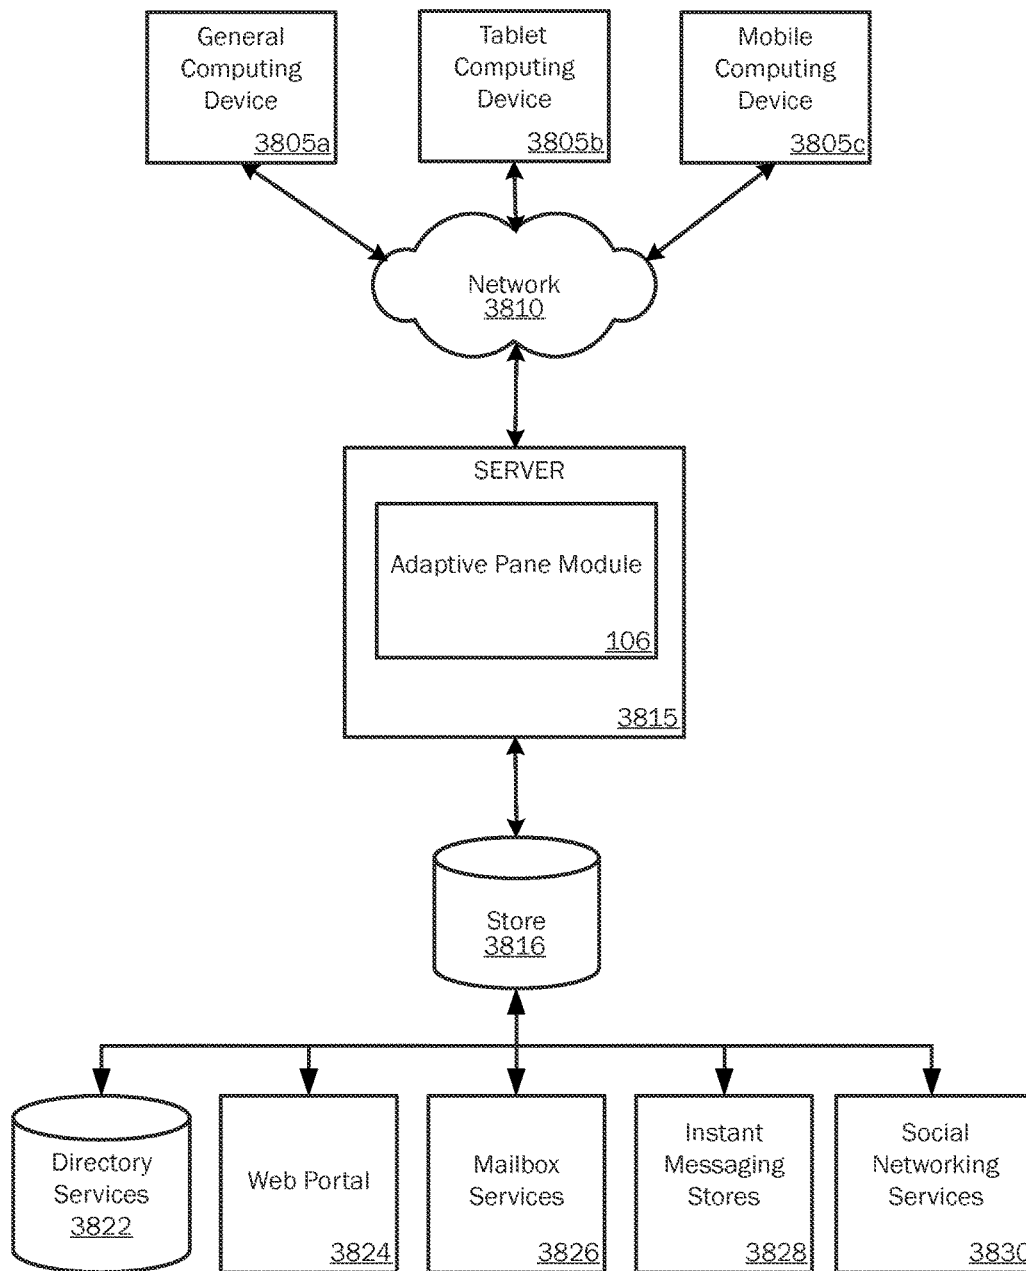 General
Computing
Device
3805a
Tablet
Computing
Device
3805b
Mobile
Computing
Device
3805c
Network
3810
SERVER
Adaptive Pane Module
106
3815
Store
3816
Directory
Services
3822
Web Portal
3824
Mailbox
Services
3826
Instant
Messaging
Stores
3828
Social
Networking
Services
3830